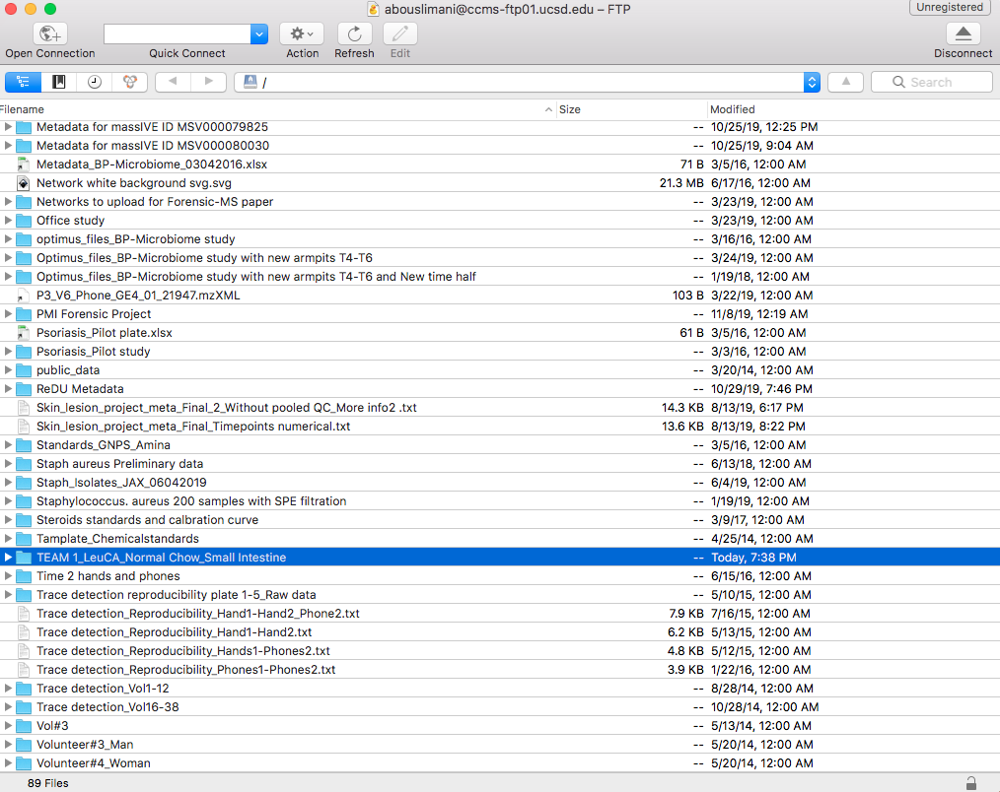 abouslimani@ccms-ftp01.ucsd.edu – FTP
Unregistered
Open Connection Quick Connect Action Refresh Edit Disconnect
/ Search
Filename Size Modified
Metadata for massIVE ID MSV000079825 -- 10/25/19, 12:25 PM
Metadata for massIVE ID MSV000080030 -- 10/25/19, 9:04 AM
Metadata_BP-Microbiome_03042016.xlsx 71 B 3/5/16, 12:00 AM
Network white background svg.svg 21.3 MB 6/17/16, 12:00 AM
Networks to upload for Forensic-MS paper -- 3/23/19, 12:00 AM
Office study -- 3/23/19, 12:00 AM
optimus_files_BP-Microbiome study -- 3/16/16, 12:00 AM
Optimus_files_BP-Microbiome study with new armpits T4-T6 -- 3/24/19, 12:00 AM
Optimus_files_BP-Microbiome study with new armpits T4-T6 and New time half -- 1/19/18, 12:00 AM
P3_V6_Phone_GE4_01_21947.mzXML 103 B 3/22/19, 12:00 AM
PMI Forensic Project -- 11/8/19, 12:19 AM
Psoriasis_Pilot plate.xlsx 61 B 3/5/16, 12:00 AM
Psoriasis_Pilot study -- 3/3/16, 12:00 AM
public_data -- 3/20/14, 12:00 AM
ReDU Metadata -- 10/29/19, 7:46 PM
Skin_lesion_project_meta_Final_2_Without pooled QC_More info2 .txt 14.3 KB 8/13/19, 6:17 PM
Skin_lesion_project_meta_Final_Timepoints numerical.txt 13.6 KB 8/13/19, 8:22 PM
Standards_GNPS_Amina -- 3/5/16, 12:00 AM
Staph aureus Preliminary data -- 6/13/18, 12:00 AM
Staph_Isolates_JAX_06042019 -- 6/4/19, 12:00 AM
Staphylococcus. aureus 200 samples with SPE filtration -- 1/19/19, 12:00 AM
Steroids standards and calbration curve -- 3/9/17, 12:00 AM
Tamplate_Chemicalstandards -- 4/25/14, 12:00 AM
TEAM 1_LeuCA_Normal Chow_Small Intestine -- Today, 7:38 PM
Time 2 hands and phones -- 6/15/16, 12:00 AM
Trace detection reproducibility plate 1-5_Raw data -- 5/10/15, 12:00 AM
Trace detection_Reproducibility_Hand1-Hand2_Phone2.txt 7.9 KB 7/16/15, 12:00 AM
Trace detection_Reproducibility_Hand1-Hand2.txt 6.2 KB 5/13/15, 12:00 AM
Trace detection_Reproducibility_Hands1-Phones2.txt 4.8 KB 5/12/15, 12:00 AM
Trace detection_Reproducibility_Phones1-Phones2.txt 3.9 KB 1/22/16, 12:00 AM
Trace detection_Vol1-12 -- 8/28/14, 12:00 AM
Trace detection_Vol16-38 -- 10/28/14, 12:00 AM
Vol#3 -- 5/13/14, 12:00 AM
Volunteer#3_Man -- 5/20/14, 12:00 AM
Volunteer#4_Woman -- 5/20/14, 12:00 AM
89 Files